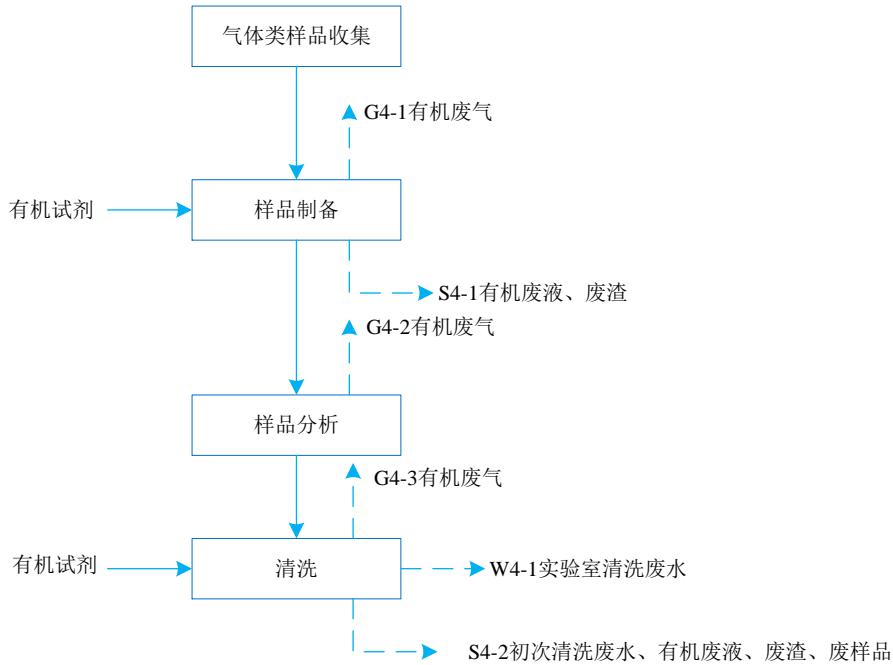 气体类样品收集
G4-1有机废气
有机试剂
样品制备
S4-1有机废液、废渣
G4-2有机废气
样品分析
G4-3有机废气
有机试剂
清洗
W4-1实验室清洗废水
S4-2初次清洗废水、有机废液、废渣、废样品